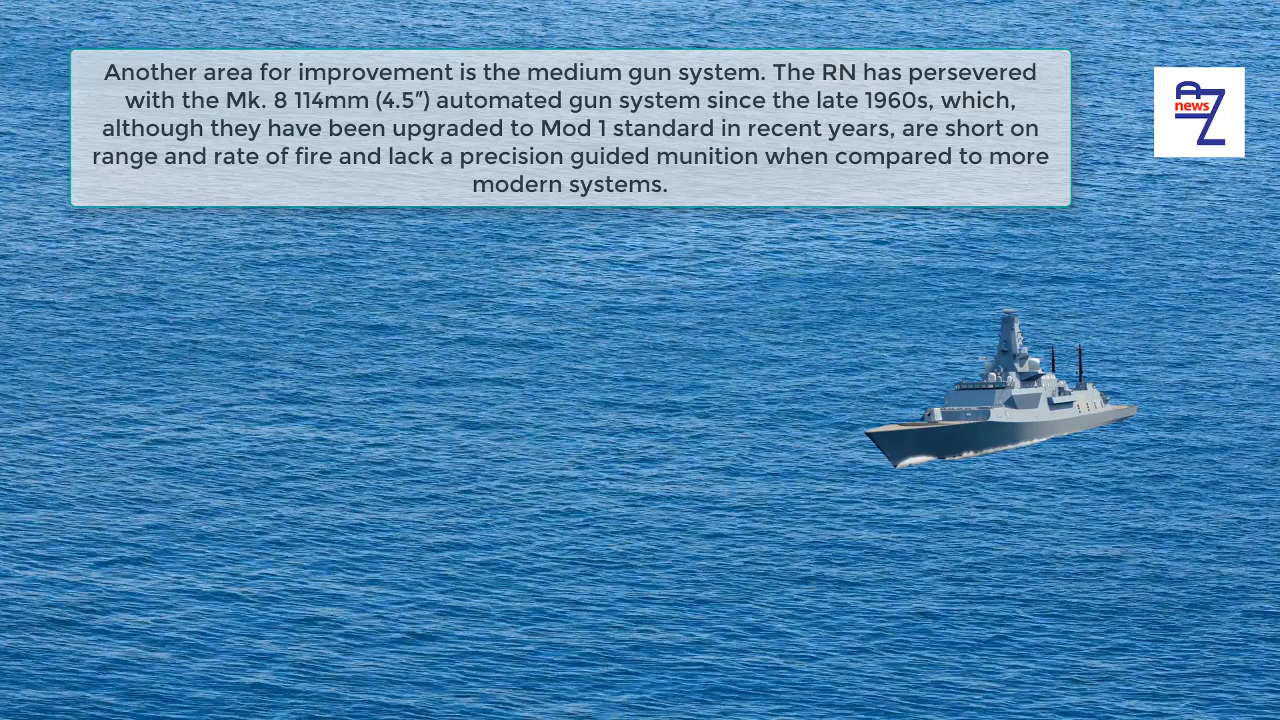 Another area for improvement is the medium gun system. The RN has persevered
with the Mk. 8 114mm (4.5”) automated gun system since the late 1960s, which,
although they have been upgraded to Mod 1 standard in recent years, are short on
range and rate of fire and lack a precision guided munition when compared to more
modern systems.
A
news
Z